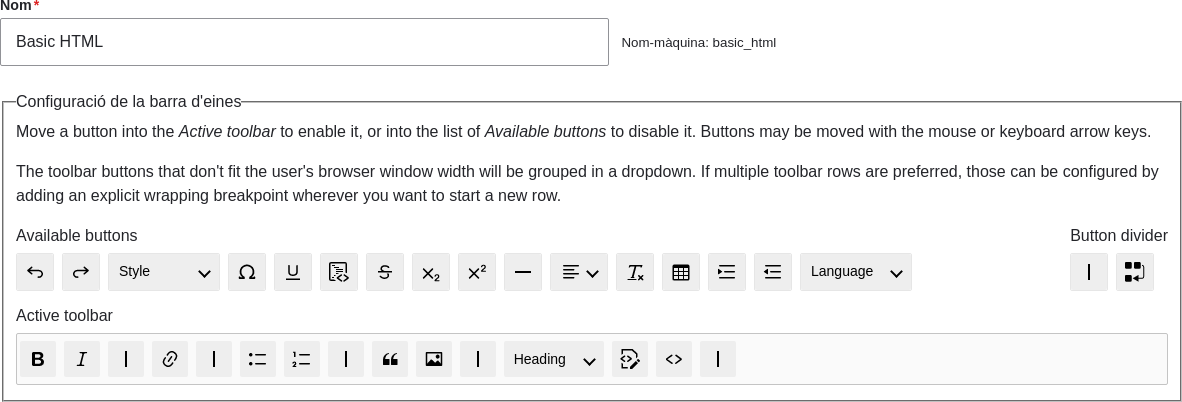 Nom*
Basic HTML
Nom-màquina: basic_html
Configuració de la barra d'eines
Move a button into the Active toolbar to enable it, or into the list of Available buttons to disable it. Buttons may be moved with the mouse or keyboard arrow keys.
The toolbar buttons that don't fit the user's browser window width will be grouped in a dropdown. If multiple toolbar rows are preferred, those can be configured by
adding an explicit wrapping breakpoint wherever you want to start a new row.
Available buttons
Button divider
Style
Language
Active toolbar
Heading